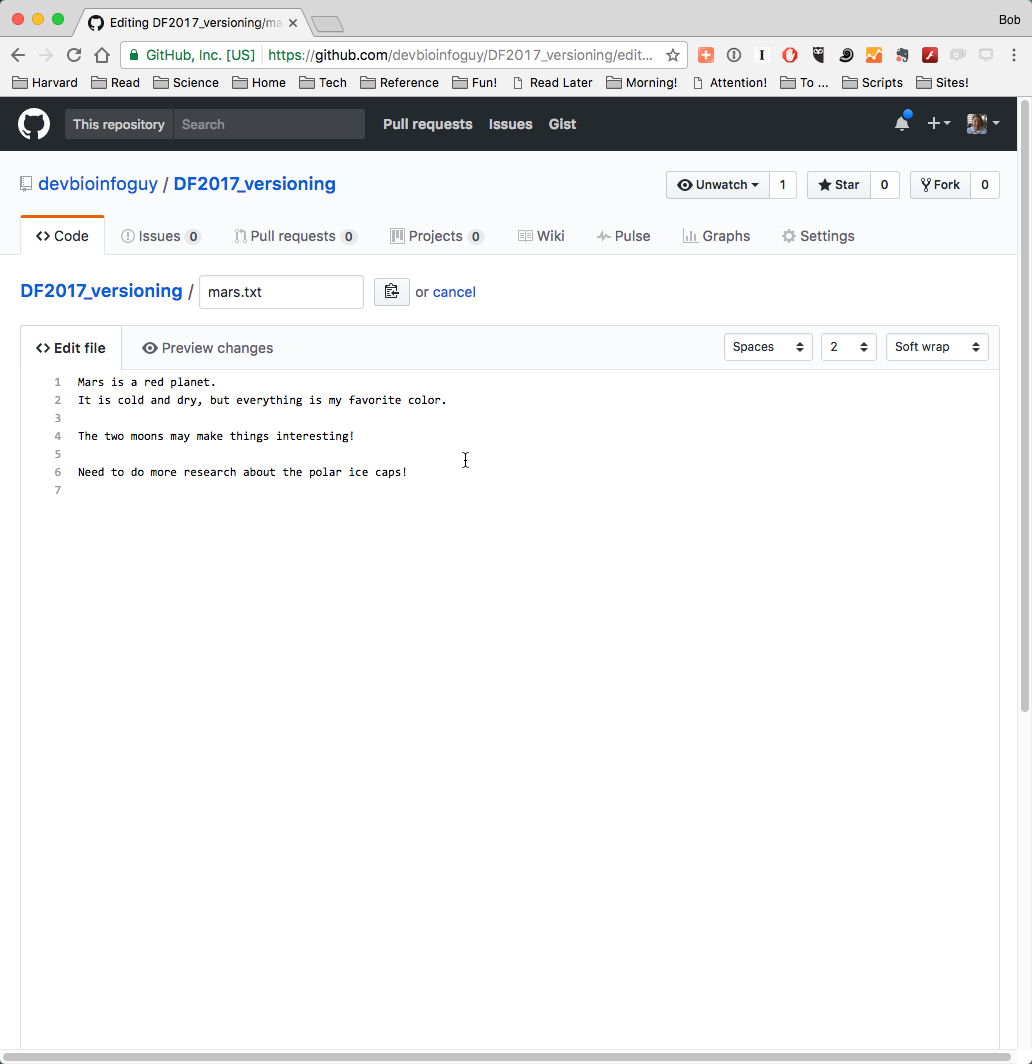 Editing DF2017_versioning/ma
Bob
GitHub, Inc. [US] https://github.com/devbioinfoguy/DF2017_versioning/edit...
Harvard Read Science Home Tech Reference Fun! Read Later Morning! Attention! To ... Scripts Sites!
This repository Search Pull requests Issues Gist
devbioinfoguy / DF2017_versioning Unwatch 1 Star 0 Fork 0
Code Issues 0 Pull requests 0 Projects 0 Wiki Pulse Graphs Settings
DF2017_versioning / mars.txt or cancel
Edit file Preview changes Spaces 2 Soft wrap
1 Mars is a red planet.
2 It is cold and dry, but everything is my favorite color.
3
4 The two moons may make things interesting!
5
6 Need to do more research about the polar ice caps!
7